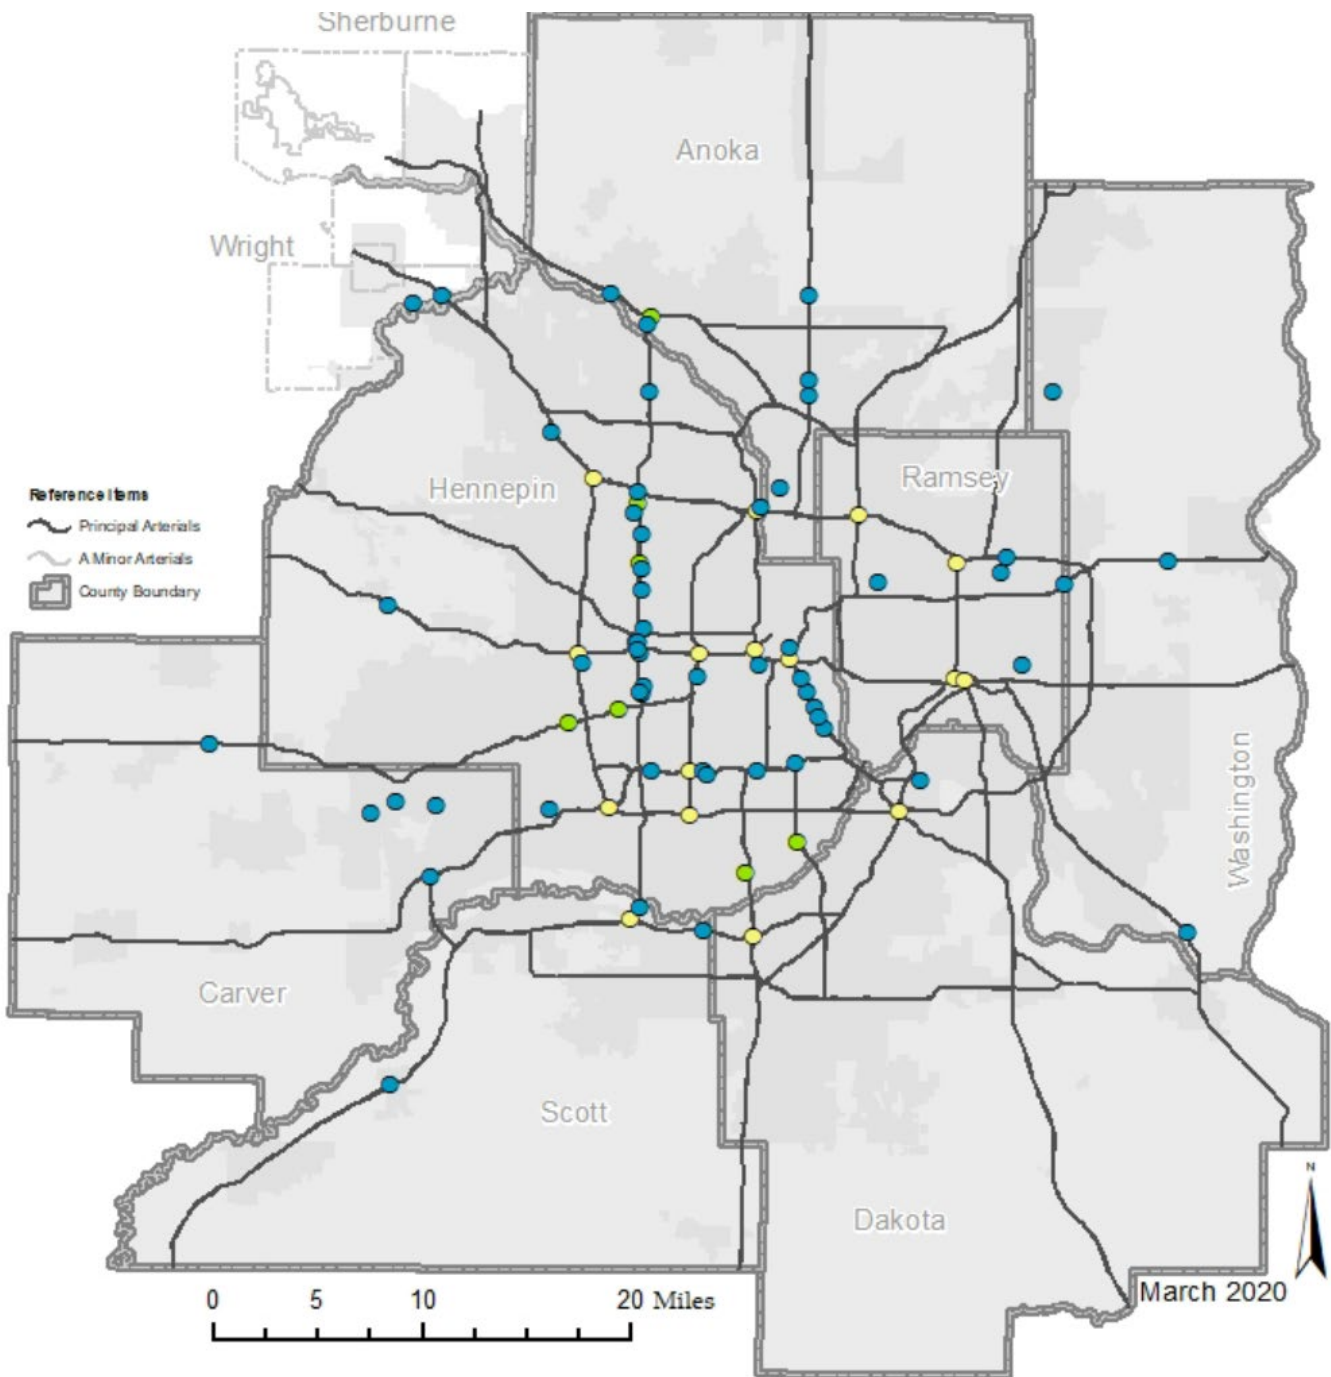 Sherburne
Anoka
Wright
Ramsey
Hennepin
Reference Items
Principal Arterials
A Minor Arterials
County Boundary
Washington
Carver
Scott
N
Dakota
March 2020
0 5 10 20 Miles